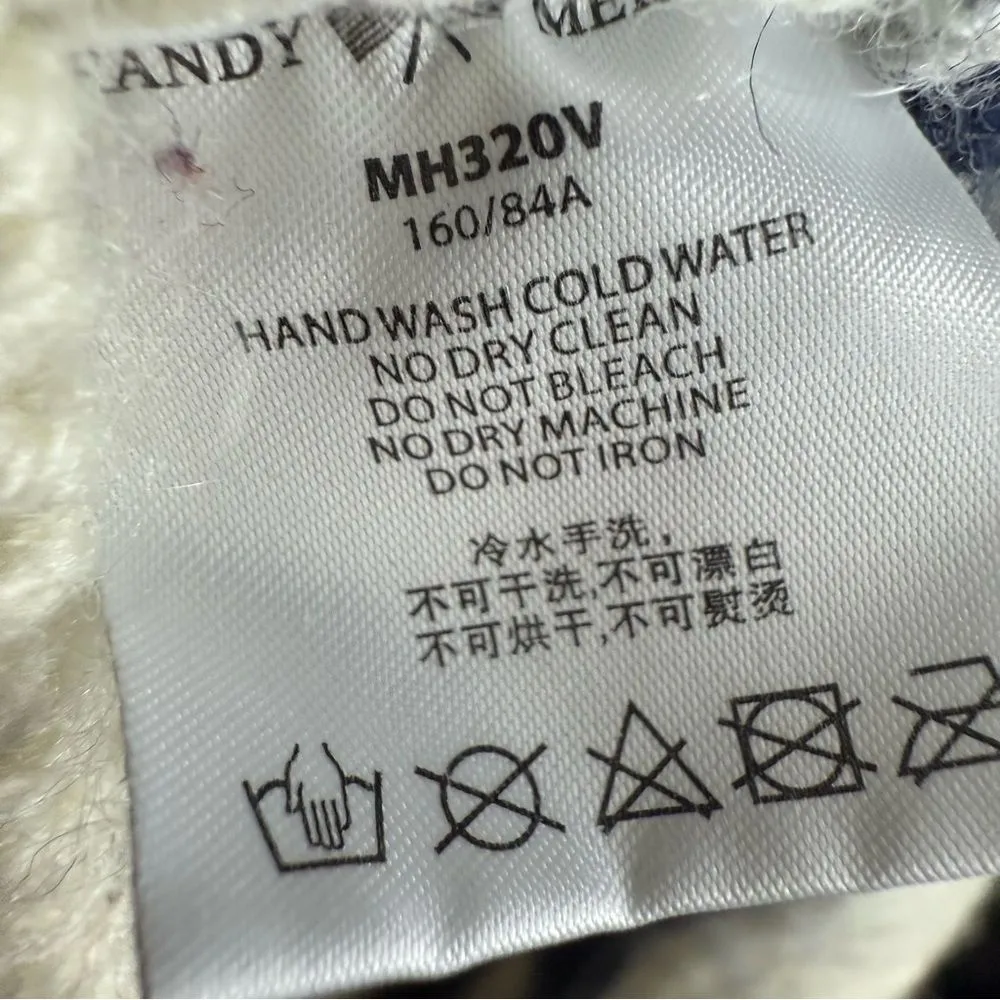 ANDY
MH320V
160/84A
HAND WASH COLD WATER
NO DRY CLEAN
DO NOT BLEACH
NO DRY MACHINE
DO NOT IRON
冷水手洗,
不可干洗,不可漂白
不可烘干,不可熨烫